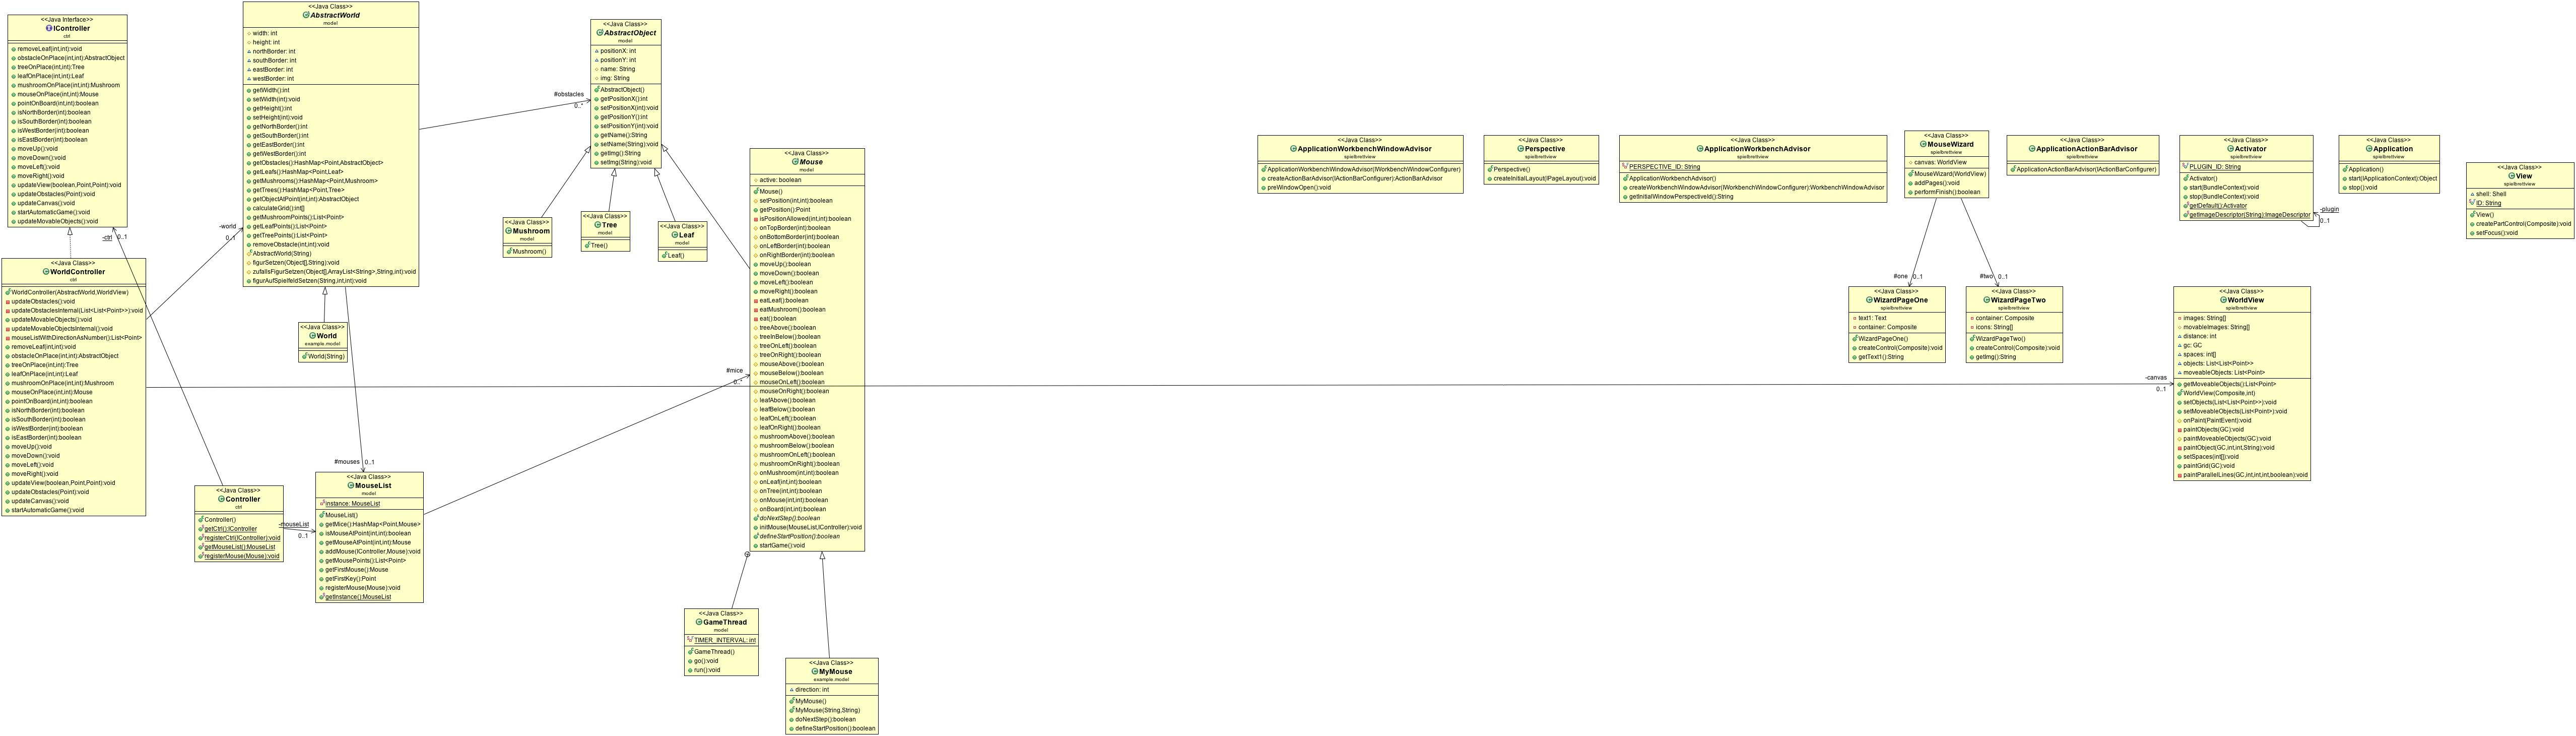 <<Java Interface>>
IController
ctrl
removeLeaf(int,int):void
obstacleOnPlace(int,int):AbstractObject
treeOnPlace(int,int):Tree
leafOnPlace(int,int):Leaf
mushroomOnPlace(int,int):Mushroom
mouseOnPlace(int,int):Mouse
pointOnBoard(int,int):boolean
isNorthBorder(int):boolean
isSouthBorder(int):boolean
isWestBorder(int):boolean
isEastBorder(int):boolean
moveUp():void
moveDown():void
moveLeft():void
moveRight():void
updateView(boolean,Point,Point):void
updateObstacles(Point):void
updateCanvas():void
startAutomaticGame():void
updateMovableObjects():void
-ctrl
0..1
<<Java Class>>
WorldController
ctrl
WorldController(AbstractWorld,WorldView)
updateObstacles():void
updateObstaclesInternal(List<List<Point>>):void
updateMovableObjects():void
updateMovableObjectsInternal():void
mouseListWithDirectionAsNumber():List<Point>
removeLeaf(int,int):void
obstacleOnPlace(int,int):AbstractObject
treeOnPlace(int,int):Tree
leafOnPlace(int,int):Leaf
mushroomOnPlace(int,int):Mushroom
mouseOnPlace(int,int):Mouse
pointOnBoard(int,int):boolean
isNorthBorder(int):boolean
isSouthBorder(int):boolean
isWestBorder(int):boolean
isEastBorder(int):boolean
moveUp():void
moveDown():void
moveLeft():void
moveRight():void
updateView(boolean,Point,Point):void
updateObstacles(Point):void
updateCanvas():void
startAutomaticGame():void
-world
0..1
<<Java Class>>
AbstractWorld
model
width: int
height: int
northBorder: int
southBorder: int
eastBorder: int
westBorder: int
getWidth():int
setWidth(int):void
getHeight():int
setHeight(int):void
getNorthBorder():int
getSouthBorder():int
getEastBorder():int
getWestBorder():int
getObstacles():HashMap<Point,AbstractObject>
getLeafs():HashMap<Point,Leaf>
getMushrooms():HashMap<Point,Mushroom>
getTrees():HashMap<Point,Tree>
getObjectAtPoint(int,int):AbstractObject
calculateGrid():int[]
getMushroomPoints():List<Point>
getLeafPoints():List<Point>
getTreePoints():List<Point>
removeObstacle(int,int):void
AbstractWorld(String)
figurSetzen(Object[],String):void
zufallsFigurSetzen(Object[],ArrayList<String>,String,int):void
figurAufSpielfeldSetzen(String,int,int):void
<<Java Class>>
World
example.model
World(String)
#mouses
0..1
<<Java Class>>
Controller
ctrl
Controller()
getCtrl():IController
registerCtrl(IController):void
getMouseList():MouseList
registerMouse(Mouse):void
-mouseList
0..1
<<Java Class>>
MouseList
model
instance: MouseList
MouseList()
getMice():HashMap<Point,Mouse>
isMouseAtPoint(int,int):boolean
getMouseAtPoint(int,int):Mouse
addMouse(IController,Mouse):void
getMousePoints():List<Point>
getFirstMouse():Mouse
getFirstKey():Point
registerMouse(Mouse):void
getInstance():MouseList
#obstacles
0..*
<<Java Class>>
AbstractObject
model
positionX: int
positionY: int
name: String
img: String
AbstractObject()
getPositionX():int
setPositionX(int):void
getPositionY():int
setPositionY(int):void
getName():String
setName(String):void
getImg():String
setImg(String):void
<<Java Class>>
Mushroom
model
Mushroom()
<<Java Class>>
Tree
model
Tree()
<<Java Class>>
Leaf
model
Leaf()
#mice
0..*
<<Java Class>>
Mouse
model
active: boolean
Mouse()
setPosition(int,int):boolean
getPosition():Point
isPositionAllowed(int,int):boolean
onTopBorder(int,int):boolean
onBottomBorder(int,int):boolean
onLeftBorder(int,int):boolean
onRightBorder(int,int):boolean
moveUp():boolean
moveDown():boolean
moveLeft():boolean
moveRight():boolean
eatLeaf():boolean
eatMushroom():boolean
eat():boolean
treeAbove():boolean
treeInBelow():boolean
treeOnLeft():boolean
treeOnRight():boolean
mouseAbove():boolean
mouseBelow():boolean
mouseOnLeft():boolean
mouseOnRight():boolean
leafAbove():boolean
leafBelow():boolean
leafOnLeft():boolean
leafOnRight():boolean
mushroomAbove():boolean
mushroomBelow():boolean
mushroomOnLeft():boolean
mushroomOnRight():boolean
onMushroom(int,int):boolean
onLeaf(int,int):boolean
onTree(int,int):boolean
onMouse(int,int):boolean
onBoard(int,int):boolean
doNextStep():boolean
initMouse(MouseList,IController):void
defineStartPosition():boolean
startGame():void
<<Java Class>>
GameThread
model
TIMER_INTERVAL: int
GameThread()
go():void
run():void
<<Java Class>>
MyMouse
example.model
direction: int
MyMouse()
MyMouse(String,String)
doNextStep():boolean
defineStartPosition():boolean
<<Java Class>>
ApplicationWorkbenchWindowAdvisor
spielbrettview
ApplicationWorkbenchWindowAdvisor(IWorkbenchWindowConfigurer)
createActionBarAdvisor(IActionBarConfigurer):ActionBarAdvisor
preWindowOpen():void
<<Java Class>>
Perspective
spielbrettview
Perspective()
createInitialLayout(IPageLayout):void
<<Java Class>>
ApplicationWorkbenchAdvisor
spielbrettview
PERSPECTIVE_ID: String
ApplicationWorkbenchAdvisor()
createWorkbenchWindowAdvisor(IWorkbenchWindowConfigurer):WorkbenchWindowAdvisor
getInitialWindowPerspectiveId():String
<<Java Class>>
MouseWizard
spielbrettview
canvas: WorldView
MouseWizard(WorldView)
addPages():void
performFinish():boolean
#one
0..1
#two
0..1
<<Java Class>>
WizardPageOne
spielbrettview
text1: Text
container: Composite
WizardPageOne()
createControl(Composite):void
getText1():String
<<Java Class>>
WizardPageTwo
spielbrettview
container: Composite
icons: String[]
WizardPageTwo()
createControl(Composite):void
getImg():String
<<Java Class>>
ApplicationActionBarAdvisor
spielbrettview
ApplicationActionBarAdvisor(IActionBarConfigurer)
<<Java Class>>
Activator
spielbrettview
PLUGIN_ID: String
Activator()
start(BundleContext):void
stop(BundleContext):void
getDefault():Activator
getImageDescriptor(String):ImageDescriptor
-plugin
0..1
<<Java Class>>
Application
spielbrettview
Application()
start(IApplicationContext):Object
stop():void
<<Java Class>>
View
spielbrettview
shell: Shell
ID: String
View()
createPartControl(Composite):void
setFocus():void
-canvas
0..1
<<Java Class>>
WorldView
spielbrettview
images: String[]
movableImages: String[]
distance: int
gc: GC
spaces: int[]
objects: List<List<Point>>
moveableObjects: List<Point>
getMoveableObjects():List<Point>
WorldView(Composite,int)
setObjects(List<List<Point>>):void
setMoveableObjects(List<Point>):void
onPaint(PaintEvent):void
paintObjects(GC):void
paintMoveableObjects(GC):void
paintObject(GC,int,int,String):void
setSpaces(int[]):void
paintGrid(GC):void
paintParallelLines(GC,int,int,int,boolean):void